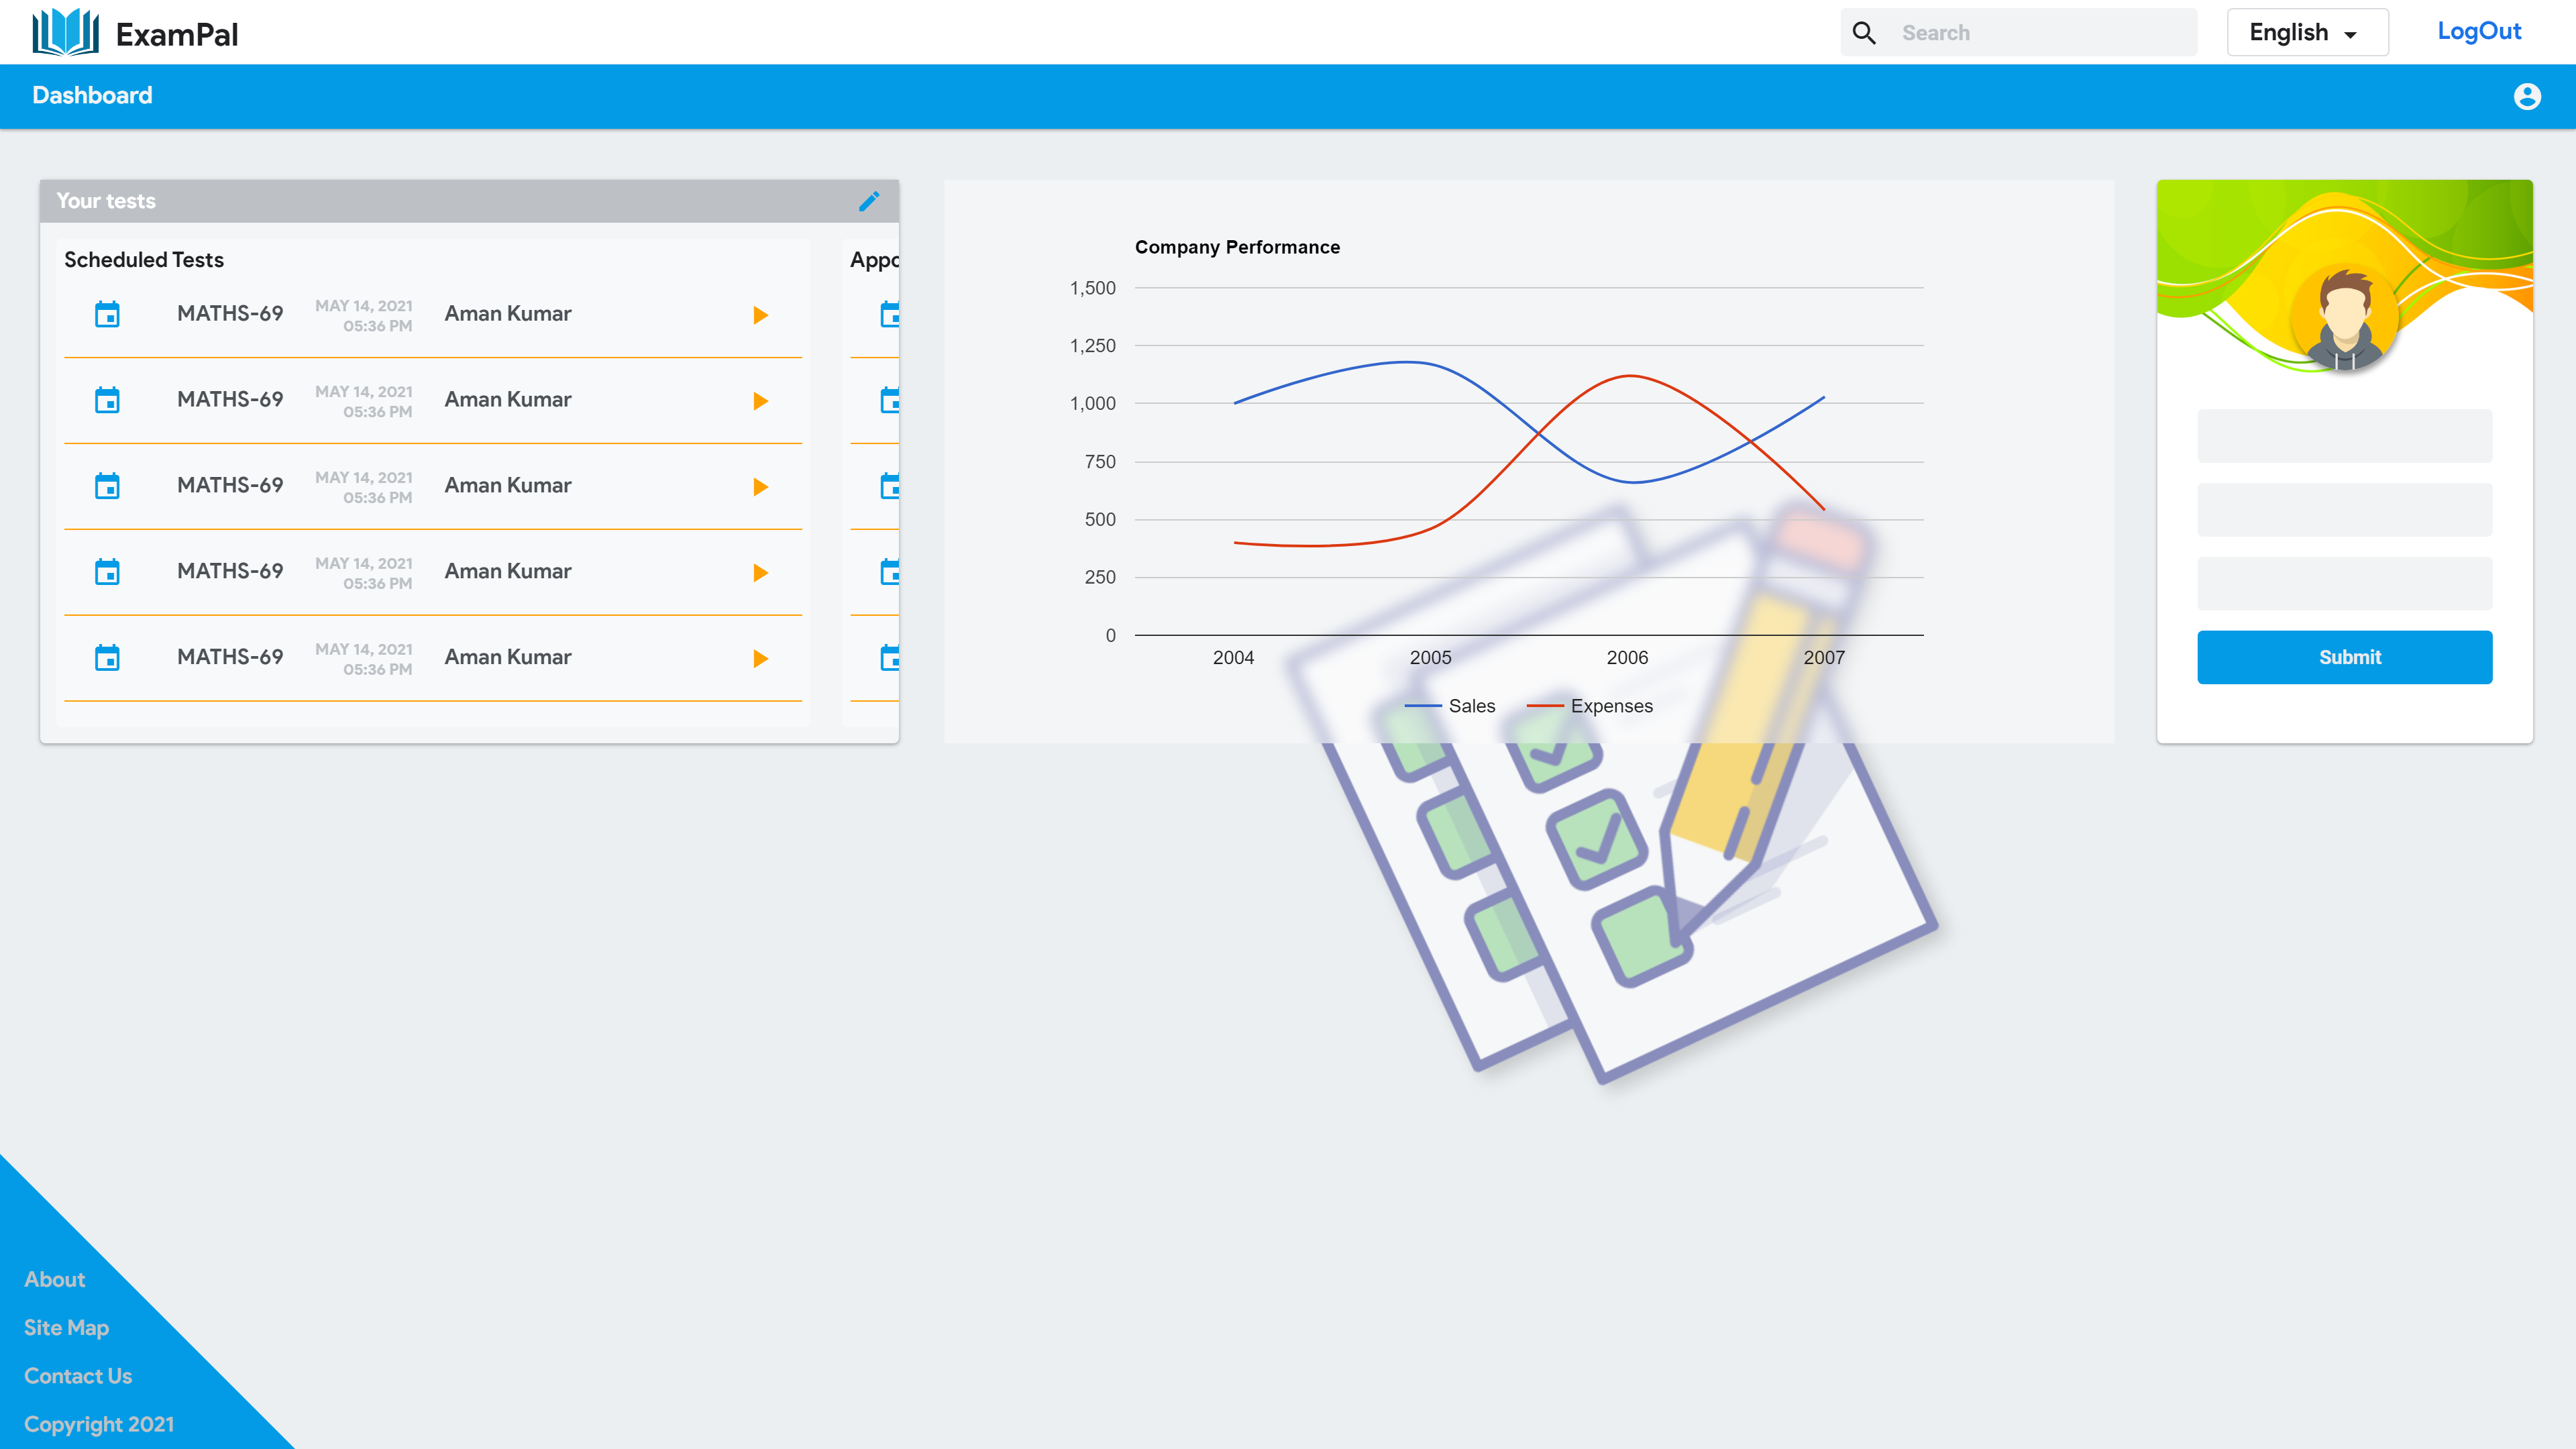 ExamPal
Search
English
LogOut
Dashboard
Your tests
Scheduled Tests
MATHS-69
MAY 14, 2021
05:36 PM
Aman Kumar
MATHS-69
MAY 14, 2021
05:36 PM
Aman Kumar
MATHS-69
MAY 14, 2021
05:36 PM
Aman Kumar
MATHS-69
MAY 14, 2021
05:36 PM
Aman Kumar
MATHS-69
MAY 14, 2021
05:36 PM
Aman Kumar
Appo
Company Performance
1,500
1,250
1,000
750
500
250
0
2004 2005 2006 2007
Sales Expenses
Submit
About
Site Map
Contact Us
Copyright 2021